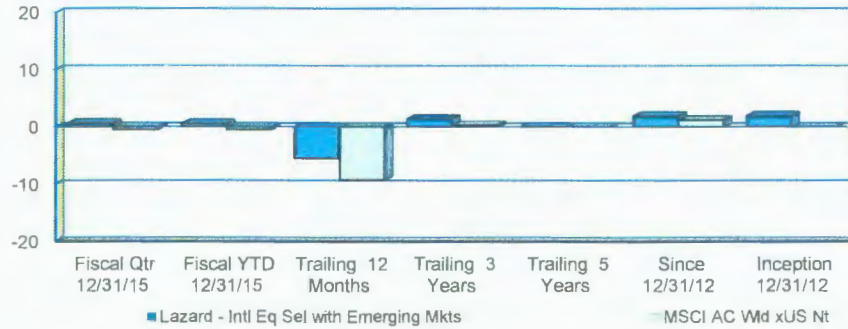 20
10
0
-10
-20
Fiscal Qtr Fiscal YTD Trailing 12 Trailing 3 Trailing 5 Since Inception
12/31/15 12/31/15 Months Years Years 12/31/12 12/31/12
Lazard - Intl Eq Sel with Emerging Mkts MSCI AC Wld xUS Nt